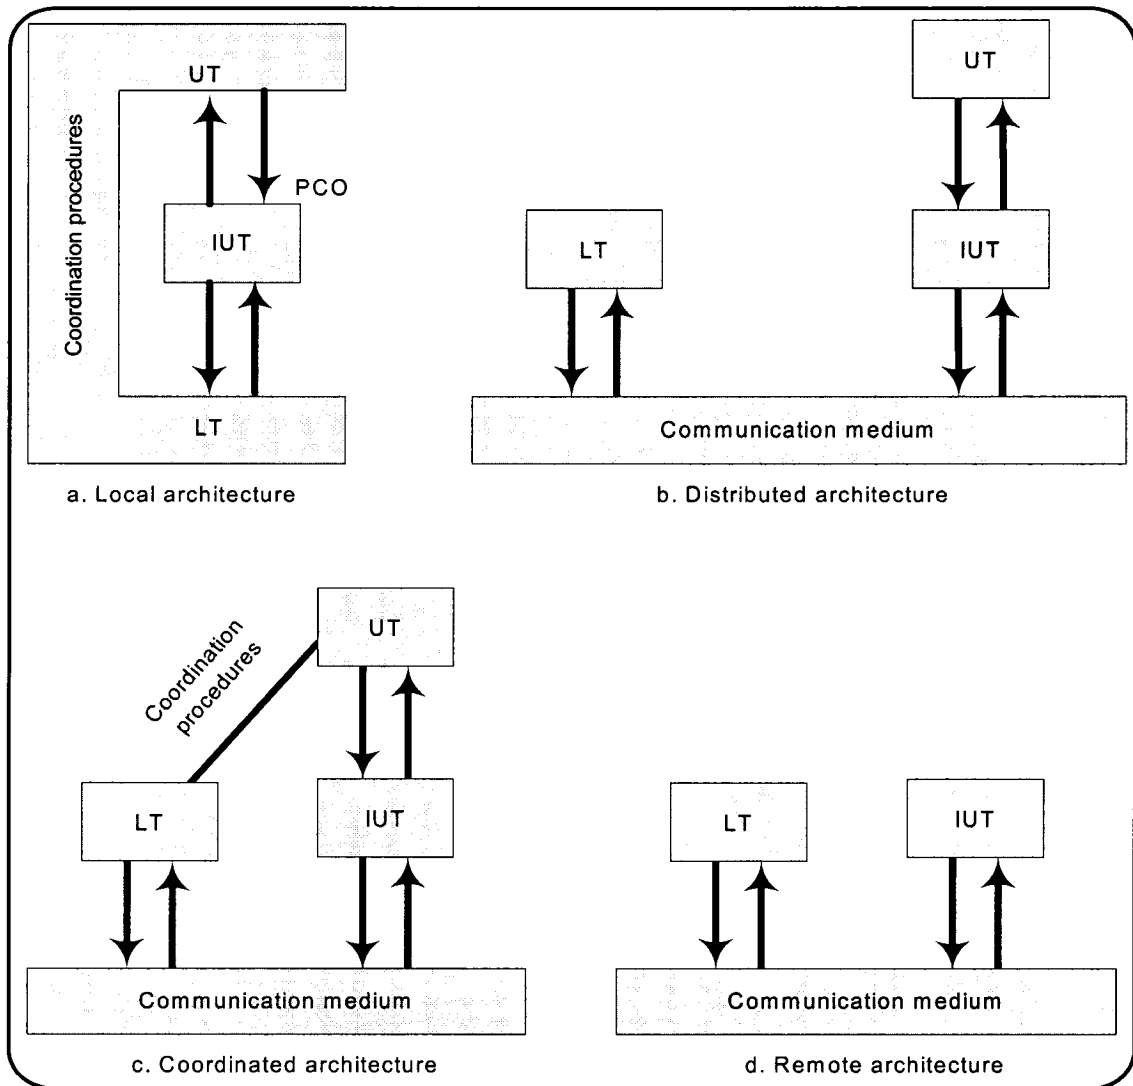 UT
PCO
Coordination procedures
IUT
LT
a. Local architecture
UT
LT
IUT
Communication medium
b. Distributed architecture
UT
Coordination
procedures
LT
IUT
Communication medium
c. Coordinated architecture
LT
IUT
Communication medium
d. Remote architecture